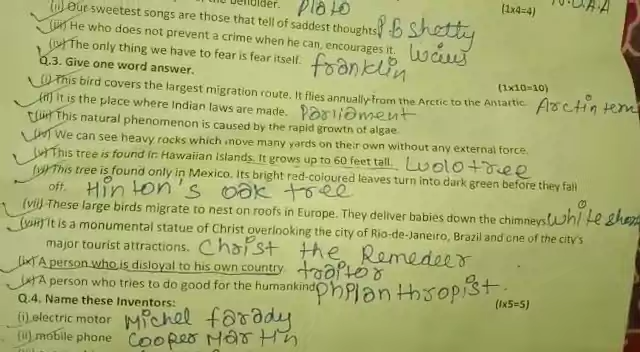 the beholder. Plato
(ii) Our sweetest songs are those that tell of saddest thoughts P B Shetty (1x4=4)
(iii) He who does not prevent a crime when he can, encourages it.
(iv) The only thing we have to fear is fear itself. franklin
Q.3. Give one word answer. (1x10=10)
(i) This bird covers the largest migration route. It flies annually from the Arctic to the Antartic. Arctin tern
(ii) It is the place where Indian laws are made. Parliament
(iii) This natural phenomenon is caused by the rapid growtn of algae.
(iv) We can see heavy rocks which move many yards on their own without any external force.
(v) This tree is found in Hawaiian Islands. It grows up to 60 feet tall. Ludotree
(vi) This tree is found only in Mexico. Its bright red-coloured leaves turn into dark green before they fall
off. Hinton's oak tree
(vii) These large birds migrate to nest on roofs in Europe. They deliver babies down the chimneys. white
(viii) It is a monumental statue of Christ overlooking the city of Rio-de-Janeiro, Brazil and one of the city's
major tourist attractions. Christ the Remedeer
(ix) A person who is disloyal to his own country traitor
(x) A person who tries to do good for the humankind philanthropist.
Q.4. Name these Inventors: (Ix5=5)
(i) electric motor Michel farady
(ii) mobile phone Cooper Martin